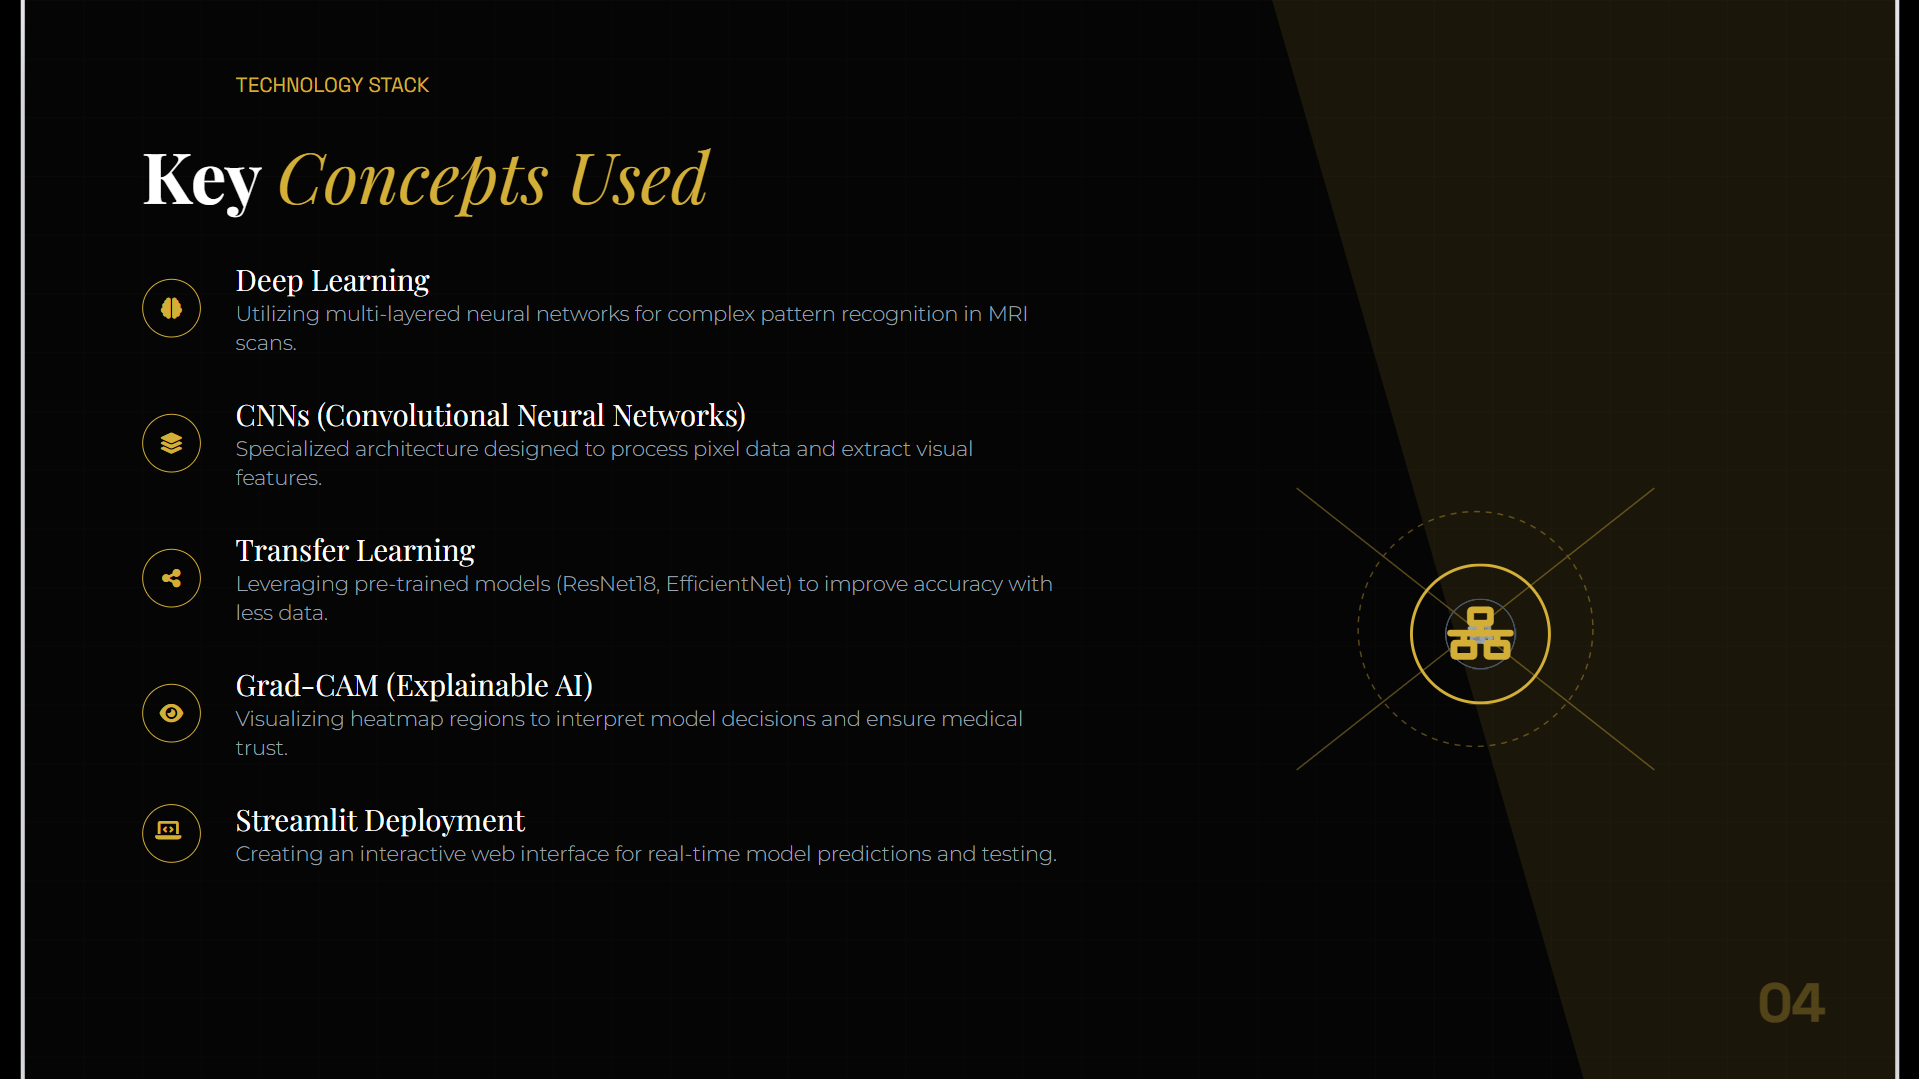 TECHNOLOGY STACK
Key Concepts Used
Deep Learning
Utilizing multi-layered neural networks for complex pattern recognition in MRI
scans.
CNNs (Convolutional Neural Networks)
Specialized architecture designed to process pixel data and extract visual
features.
Transfer Learning
Leveraging pre-trained models (ResNet18, EfficientNet) to improve accuracy with
less data.
Grad-CAM (Explainable AI)
Visualizing heatmap regions to interpret model decisions and ensure medical
trust.
Streamlit Deployment
Creating an interactive web interface for real-time model predictions and testing.
04